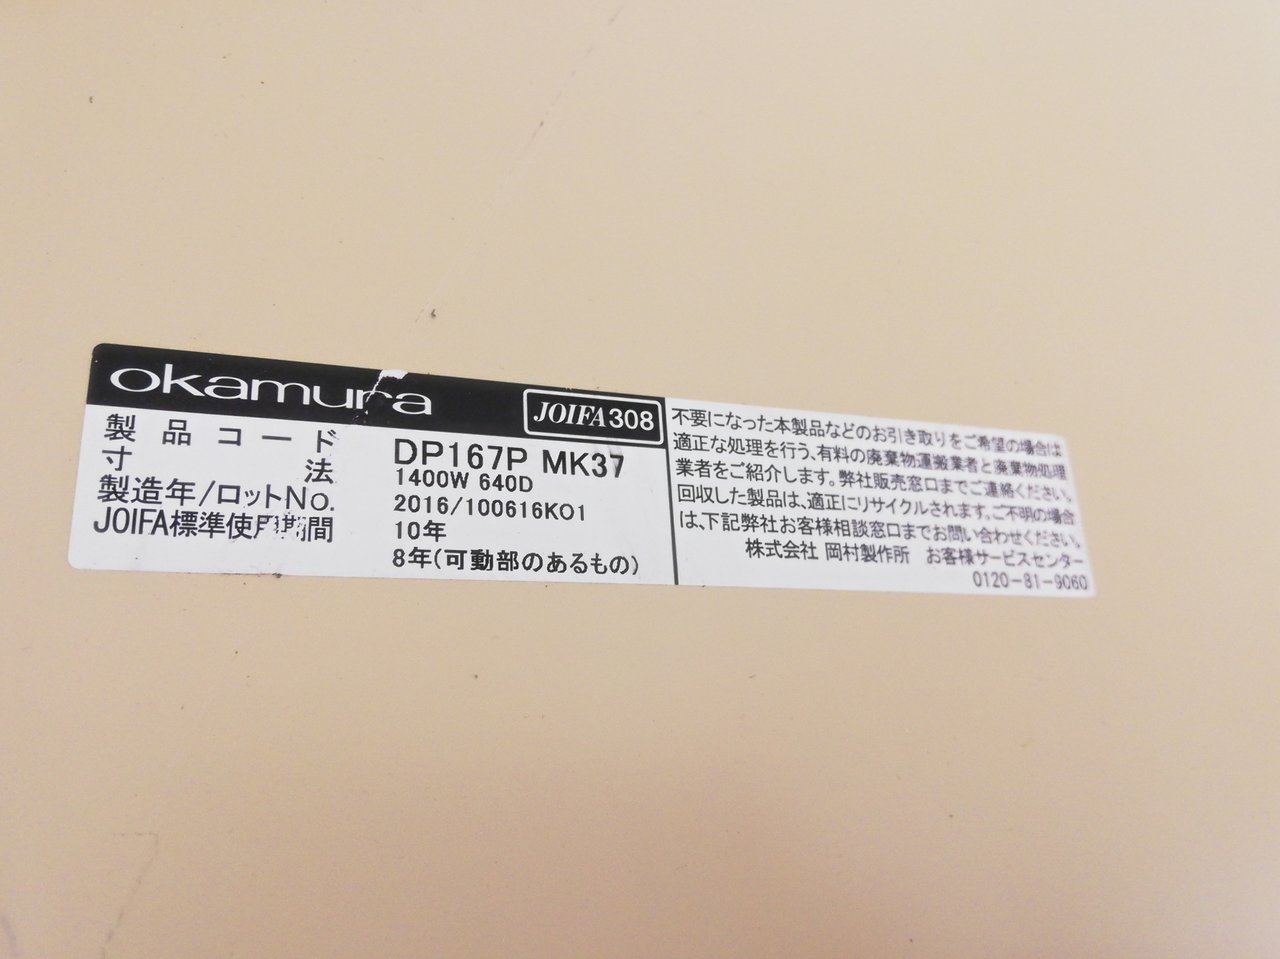 okamura
JOIFA308
製品コード DP167P MK37
寸法 1400W 640D
製造年/ロットNo. 2016/100616K01
JOIFA標準使用期間 10年
8年(可動部のあるもの)
不要になった本製品などのお引き取りをご希望の場合は
適正な処理を行う、有料の廃棄物運搬業者と廃棄物処理
業者をご紹介します。弊社販売窓口までご連絡ください。
回収した製品は、適正にリサイクルされます。ご不明の場合
は、下記弊社お客様相談窓口までお問い合わせください。
株式会社 岡村製作所 お客様サービスセンター
0120-81-9060